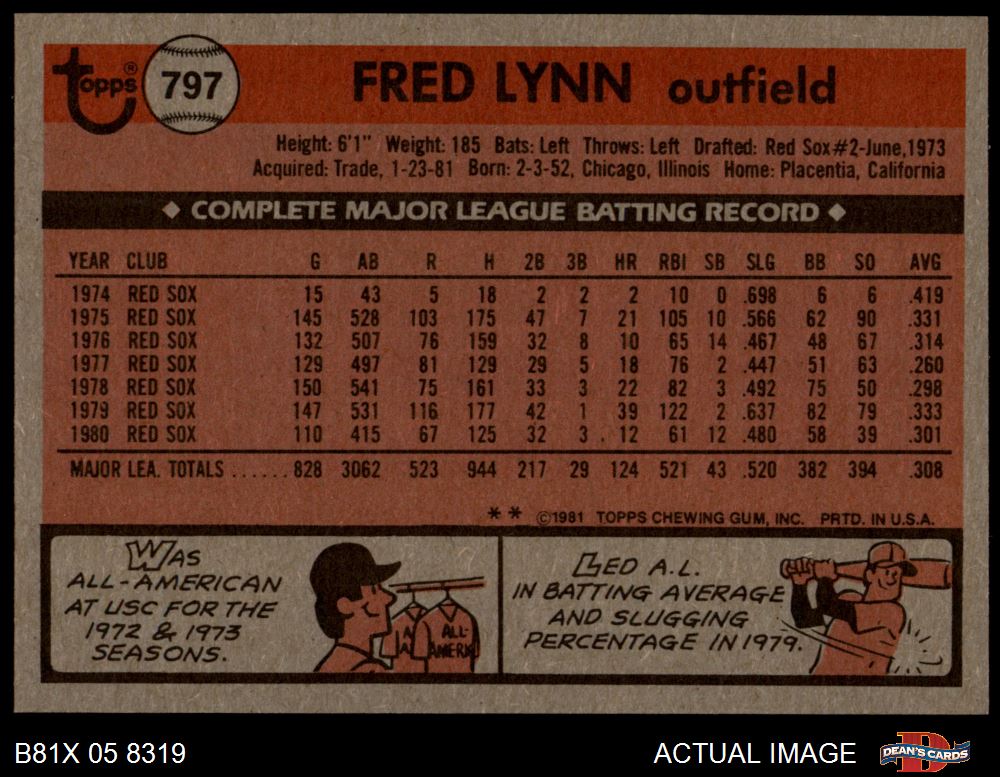 topps® 797 FRED LYNN outfield
Height: 6'1" Weight: 185 Bats: Left Throws: Left Drafted: Red Sox #2-June,1973
Acquired: Trade, 1-23-81 Born: 2-3-52, Chicago, Illinois Home: Placentia, California
◆ COMPLETE MAJOR LEAGUE BATTING RECORD ◆
YEAR CLUB G AB R H 2B 3B HR RBI SB SLG BB SO AVG
1974 RED SOX 15 43 5 18 2 2 2 10 0 .698 6 6 .419
1975 RED SOX 145 528 103 175 47 7 21 105 10 .566 62 90 .331
1976 RED SOX 132 507 76 159 32 8 10 65 14 .467 48 67 .314
1977 RED SOX 129 497 81 129 29 5 18 76 2 .447 51 63 .260
1978 RED SOX 150 541 75 161 33 3 22 82 3 .492 75 50 .298
1979 RED SOX 147 531 116 177 42 1 39 122 2 .637 82 79 .333
1980 RED SOX 110 415 67 125 32 3 12 61 12 .480 58 39 .301
MAJOR LEA. TOTALS ......828 3062 523 944 217 29 124 521 43 .520 382 394 .308
** ©1981 TOPPS CHEWING GUM, INC. PRTD. IN U.S.A.
WAS
ALL-AMERICAN
AT USC FOR THE
1972 & 1973
SEASONS.
ALL-
AMERI
LED A.L.
IN BATTING AVERAGE
AND SLUGGING
PERCENTAGE IN 1979.
B81X 05 8319 ACTUAL IMAGE DEAN'S CARDS